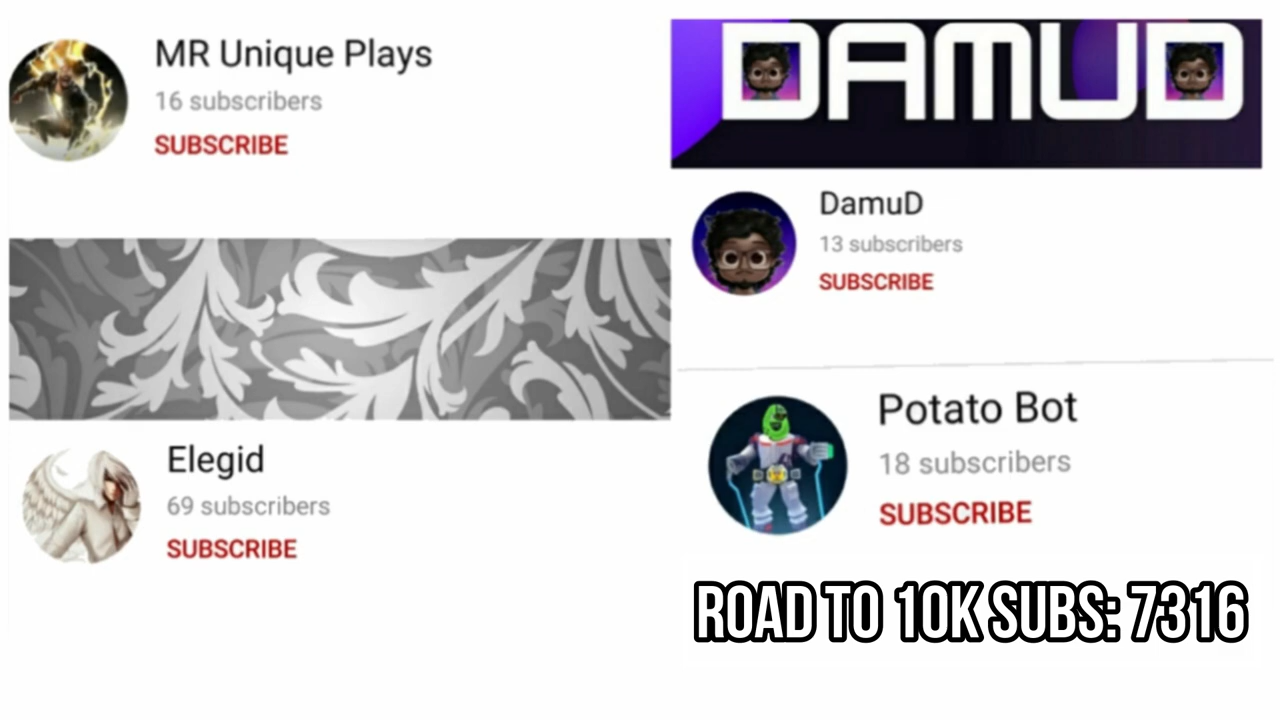 MR Unique Plays
16 subscribers
SUBSCRIBE
Elegid
69 subscribers
SUBSCRIBE
DAMUD
DamuD
13 subscribers
SUBSCRIBE
Potato Bot
18 subscribers
SUBSCRIBE
ROAD TO 10K SUBS: 7316